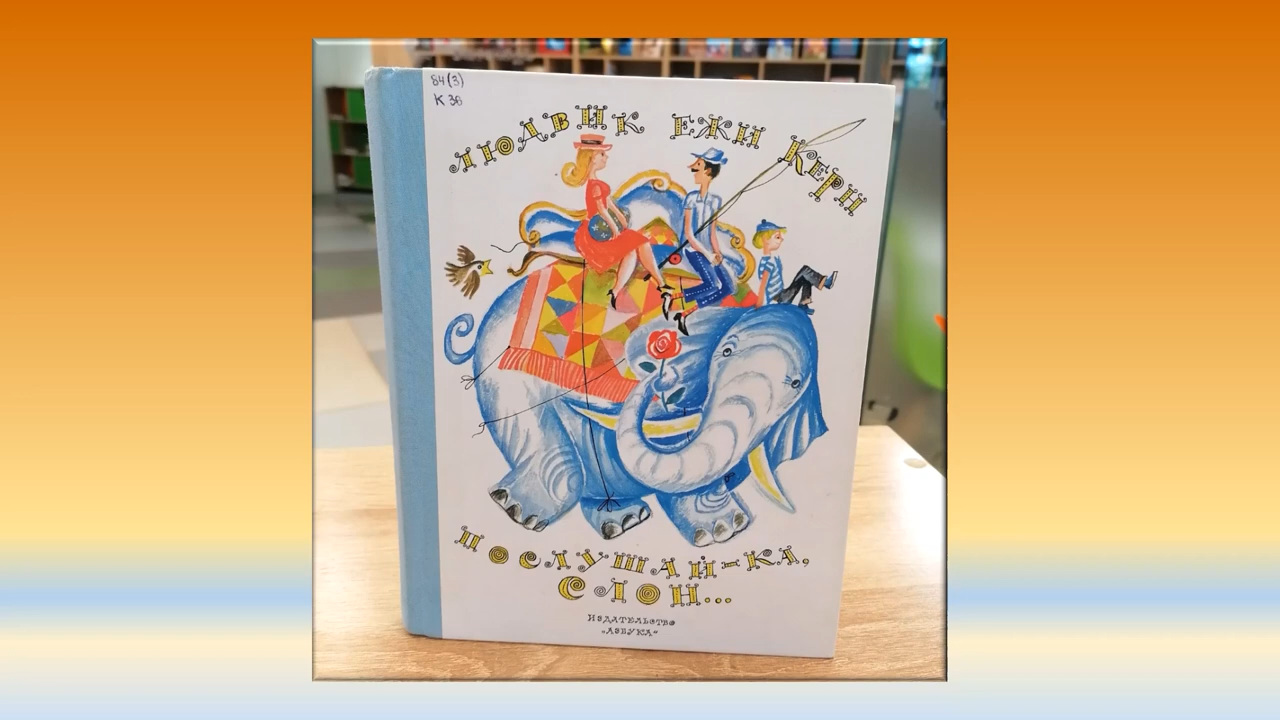 84(3)
К 36
ЛЮДВИК ЕЖИ КЕРН
ПОСЛУШАЙ-КА,
СЛОН...
ИЗДАТЕЛЬСТВО
„АЗБУКА“